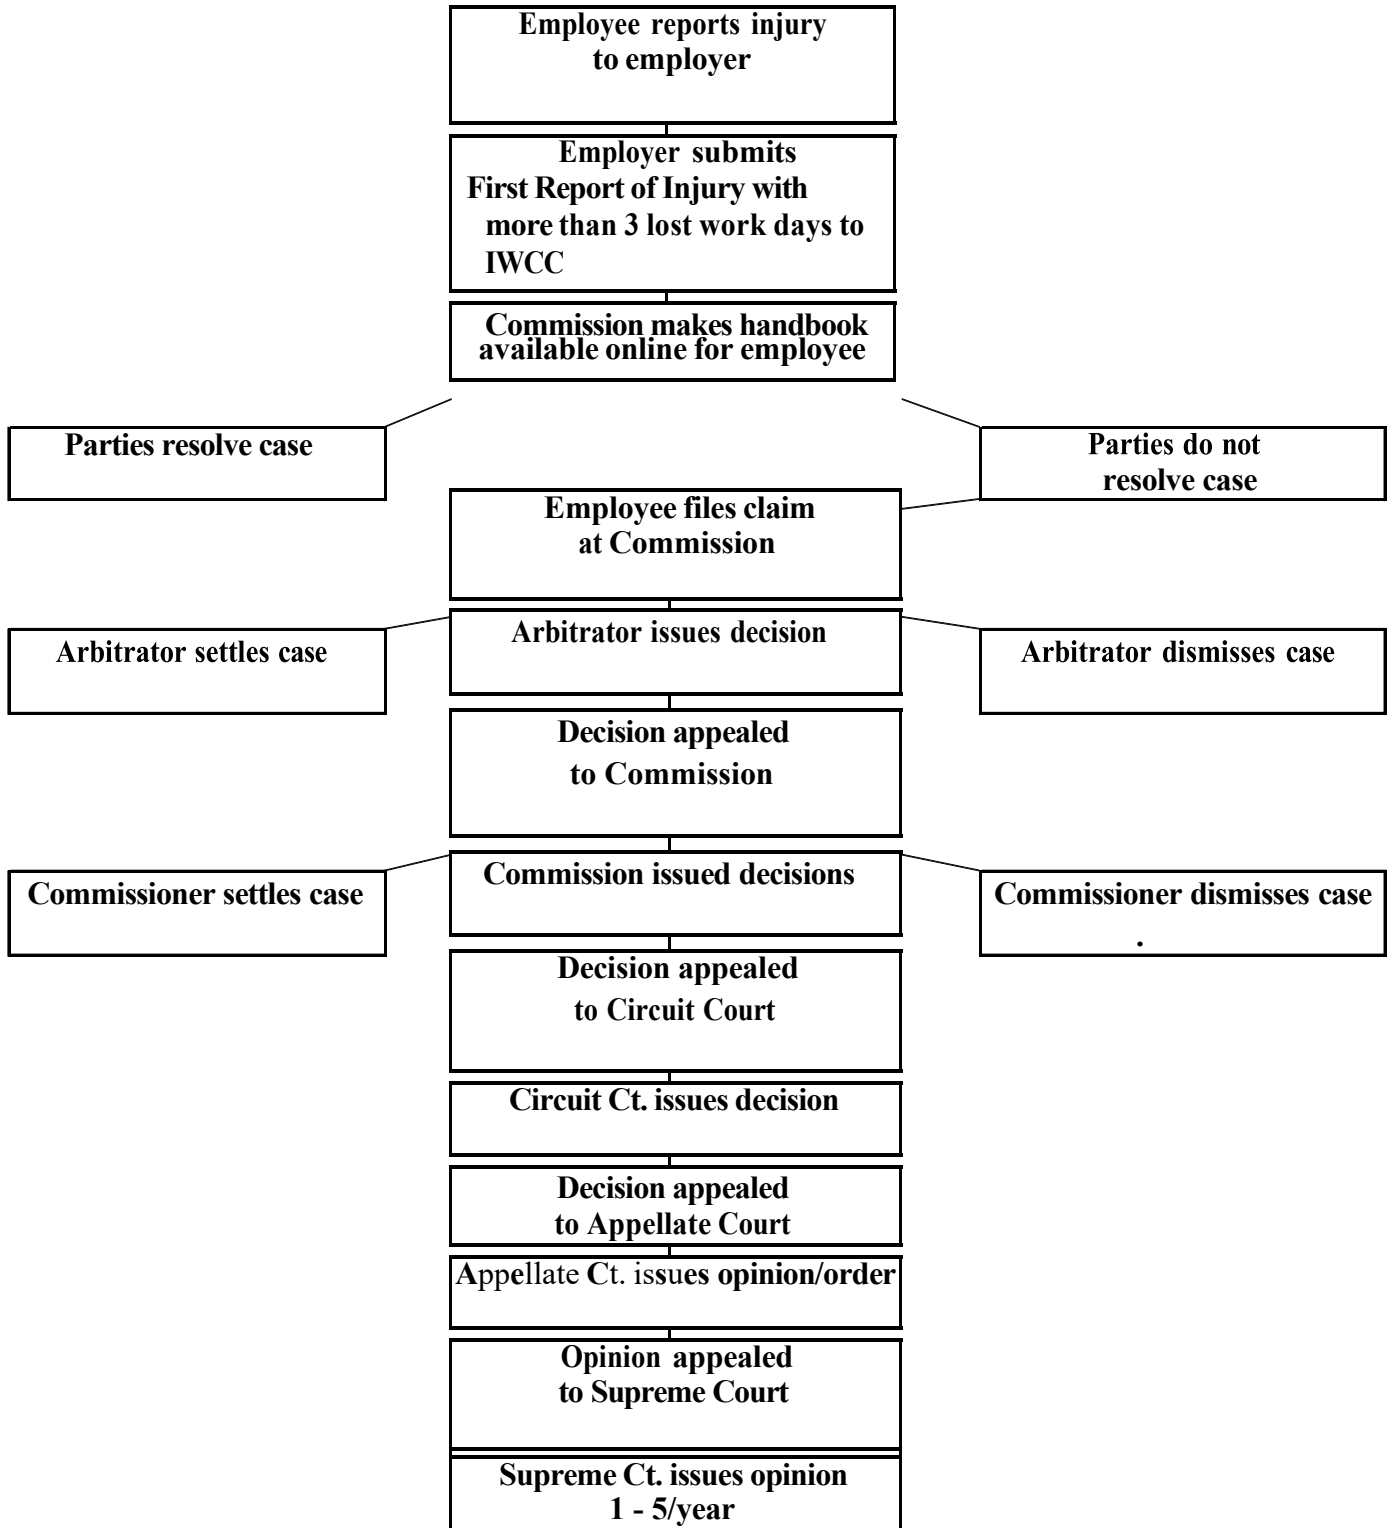 Employee reports injury
to employer
Employer submits
First Report of Injury with
more than 3 lost work days to
IWCC
Commission makes handbook
available online for employee
Parties resolve case
Parties do not
resolve case
Employee files claim
at Commission
Arbitrator settles case
Arbitrator issues decision
Arbitrator dismisses case
Decision appealed
to Commission
Commissioner settles case
Commission issued decisions
Commissioner dismisses case
.
Decision appealed
to Circuit Court
Circuit Ct. issues decision
Decision appealed
to Appellate Court
Appellate Ct. issues opinion/order
Opinion appealed
to Supreme Court
Supreme Ct. issues opinion
1 - 5/year